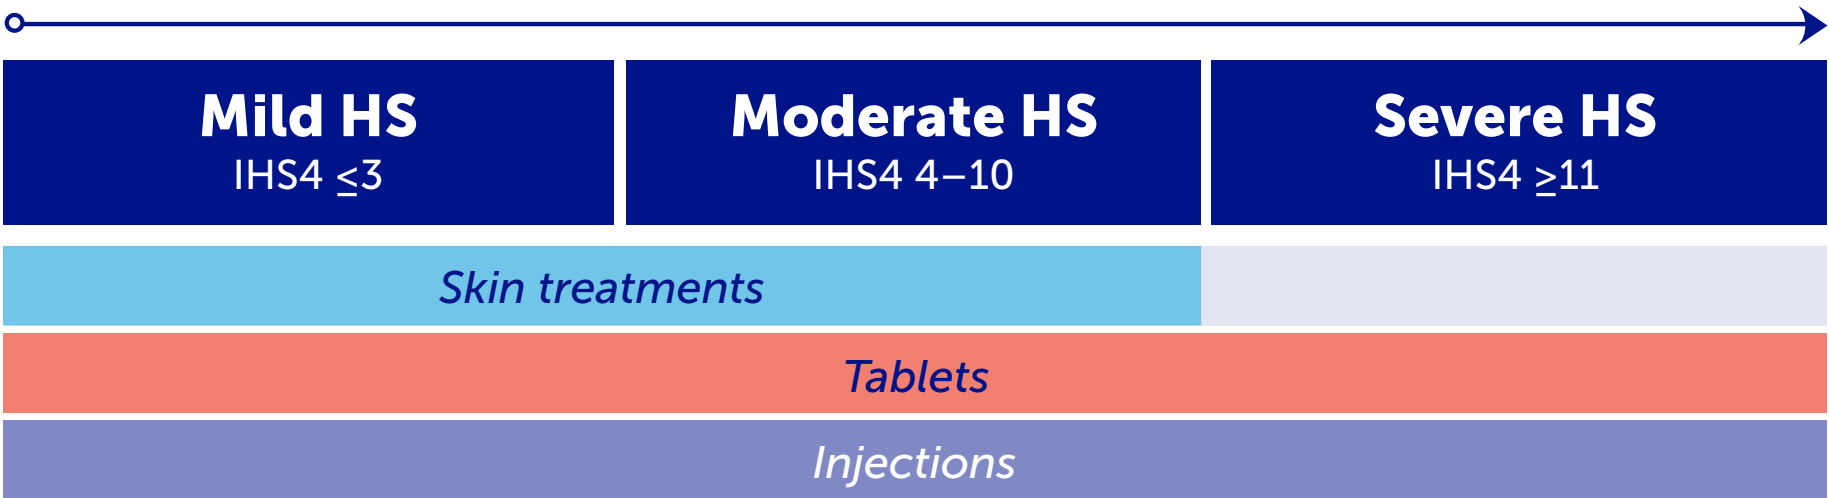 Mild HS
IHS4 ≤3
Moderate HS
IHS4 4–10
Severe HS
IHS4 ≥11
Skin treatments
Tablets
Injections